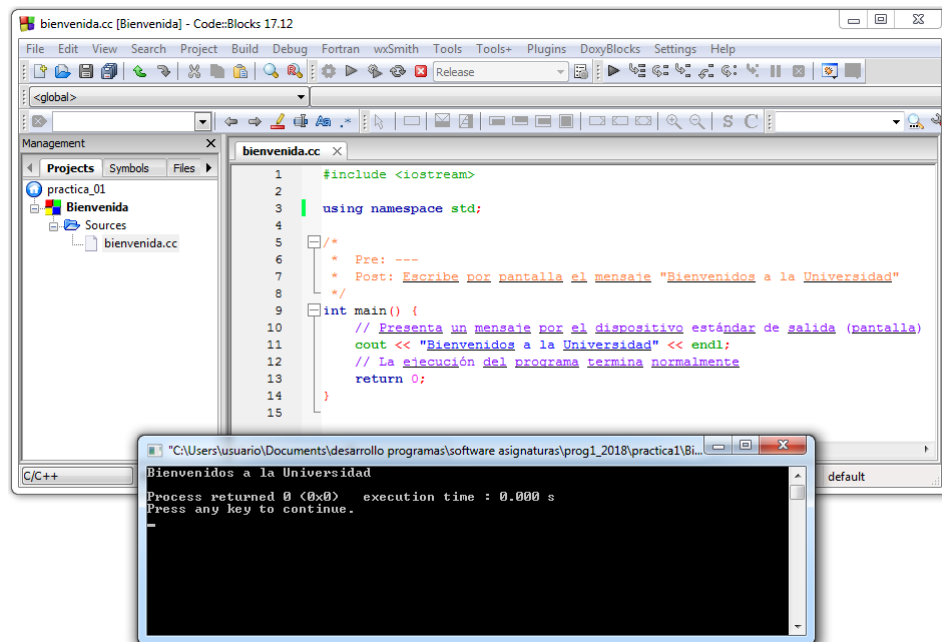 bienvenida.cc [Bienvenida] - Code::Blocks 17.12
File Edit View Search Project Build Debug Fortran wxSmith Tools Tools+ Plugins DoxyBlocks Settings Help
Release
<global>
S C
Management
bienvenida.cc
Projects Symbols Files
practica_01
Bienvenida
Sources
bienvenida.cc
1 #include <iostream>
2
3 using namespace std;
4
5 /*
6 * Pre: ---
7 * Post: Escribe por pantalla el mensaje "Bienvenidos a la Universidad"
8 */
9 int main() {
10 // Presenta un mensaje por el dispositivo estándar de salida (pantalla)
11 cout << "Bienvenidos a la Universidad" << endl;
12 // La ejecución del programa termina normalmente
13 return 0;
14 }
15
"C:\Users\usuario\Documents\desarrollo programas\software asignaturas\prog1_2018\practica1\Bi...
Bienvenidos a la Universidad
Process returned 0 (0x0) execution time : 0.000 s
Press any key to continue.
C/C++
default